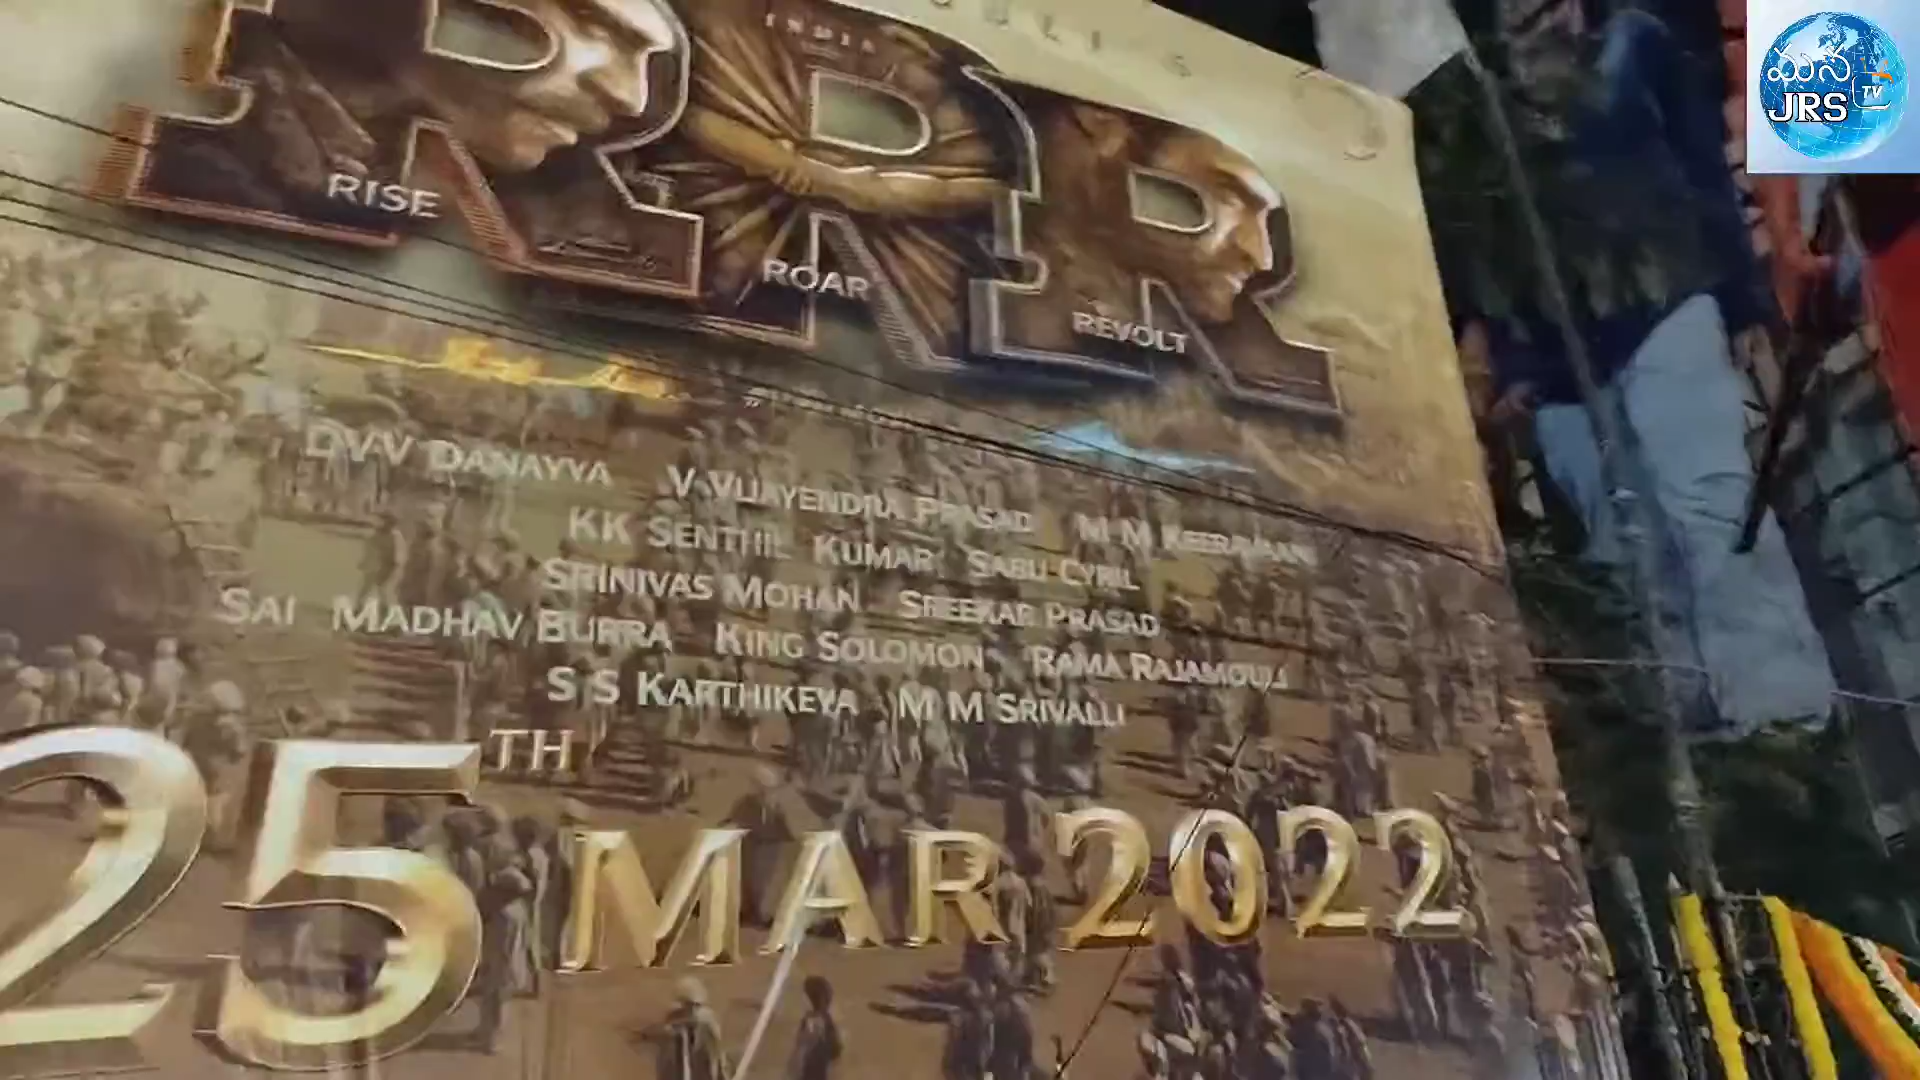 మన
JRS TV
INDIA
RRR
RISE
ROAR
REVOLT
DVV DANAYYA V VIJAYENDRA PRASAD M M KEERAVAANI
KK SENTHIL KUMAR SABU CYRIL
SRINIVAS MOHAN SREEKAR PRASAD
SAI MADHAV BURRA KING SOLOMON RAMA RAJAMOULI
S S KARTHIKEYA M M SRIVALLI
25TH MAR 2022